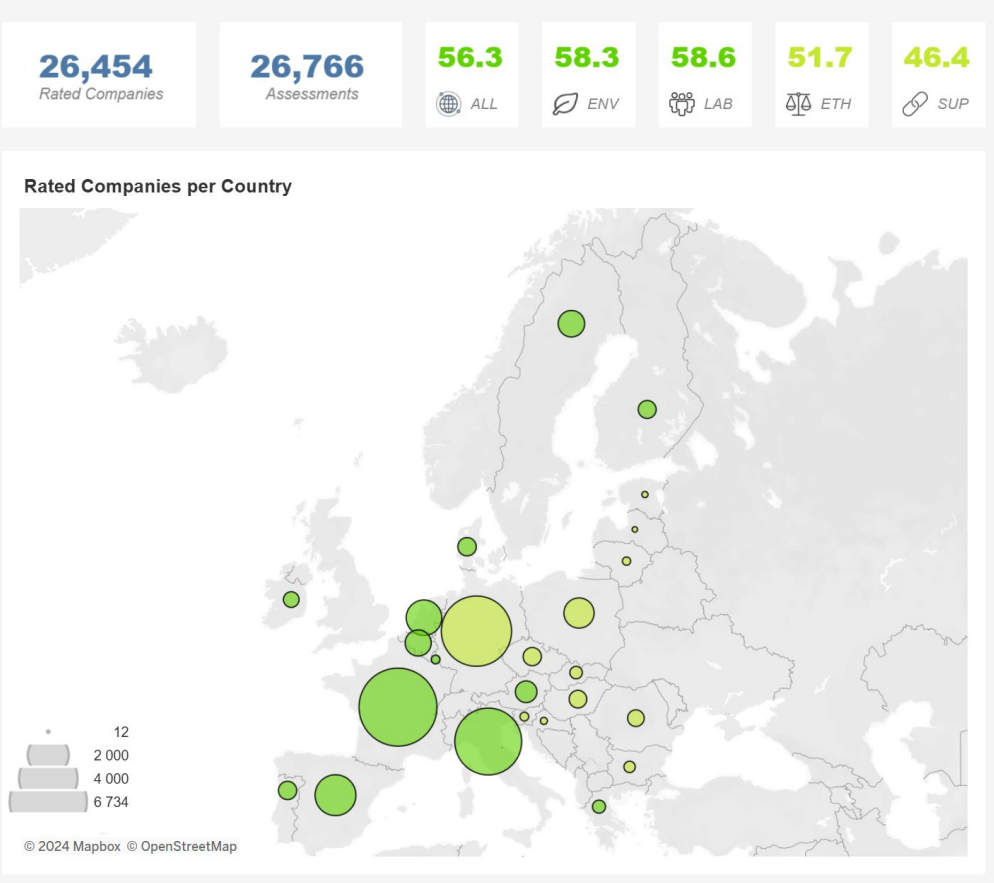 26,454
Rated Companies
26,766
Assessments
56.3
ALL
58.3
ENV
58.6
LAB
51.7
ETH
46.4
SUP
Rated Companies per Country
12
2 000
4 000
6 734
© 2024 Mapbox © OpenStreetMap